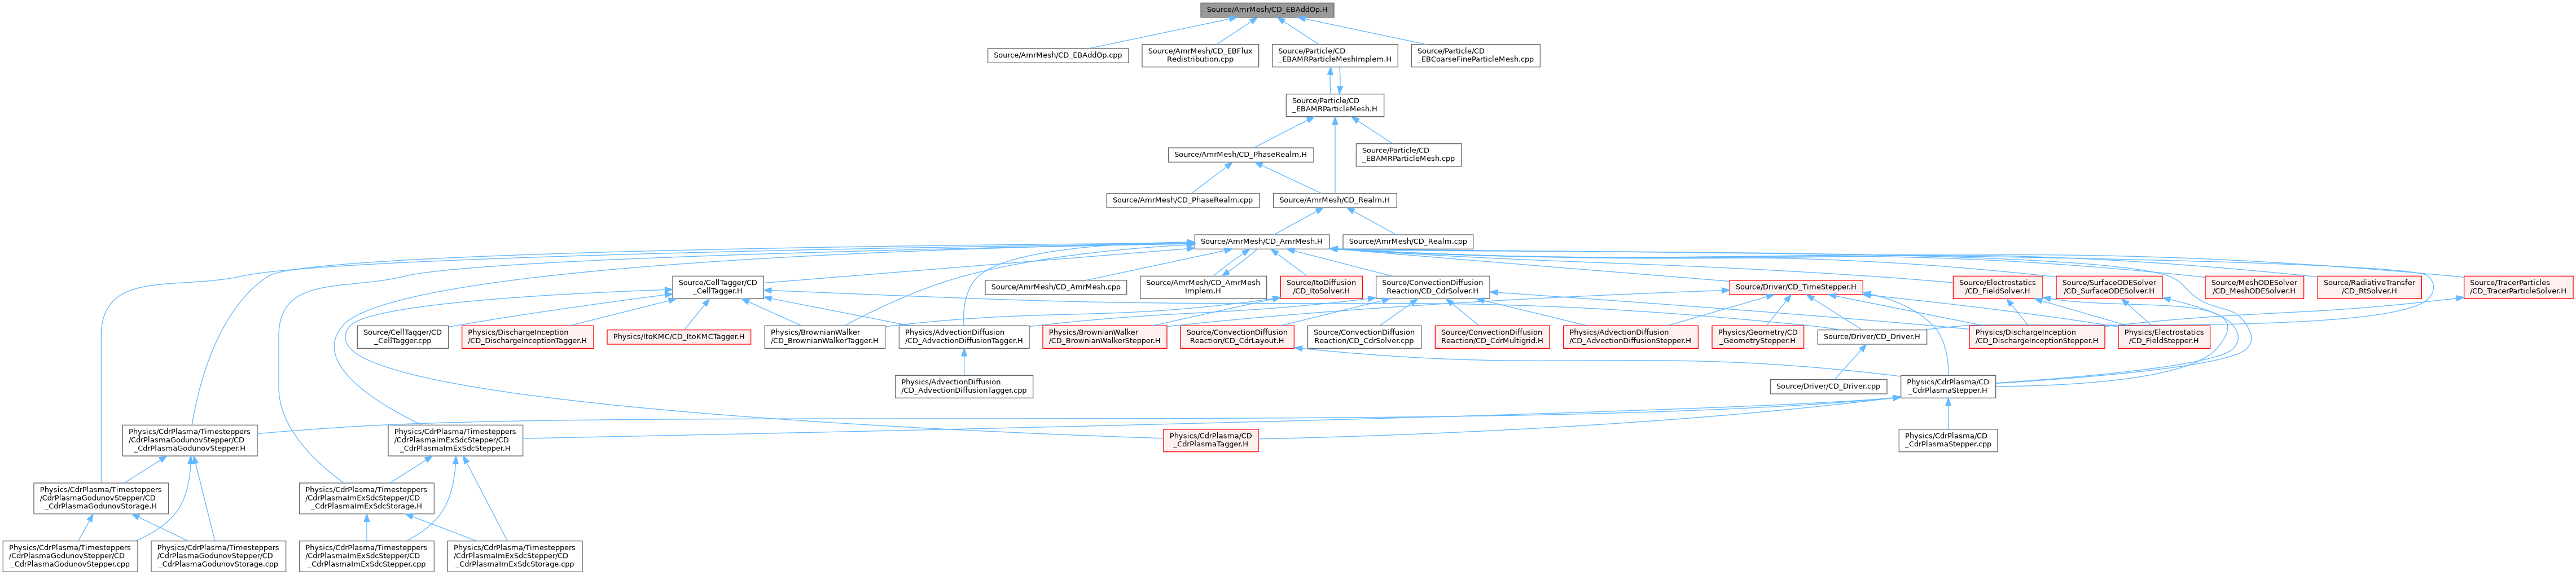 Source/AmrMesh/CD_EBAddOp.H
Source/AmrMesh/CD_EBAddOp.cpp
Source/AmrMesh/CD_EBFlux
Redistribution.cpp
Source/Particle/CD
_EBAMRParticleMeshImplem.H
Source/Particle/CD
_EBCoarseFineParticleMesh.cpp
Source/Particle/CD
_EBAMRParticleMesh.H
Source/AmrMesh/CD_PhaseRealm.H
Source/Particle/CD
_EBAMRParticleMesh.cpp
Source/AmrMesh/CD_PhaseRealm.cpp
Source/AmrMesh/CD_Realm.H
Source/AmrMesh/CD_AmrMesh.H
Source/AmrMesh/CD_Realm.cpp
Source/CellTagger/CD
_CellTagger.H
Source/AmrMesh/CD_AmrMesh.cpp
Source/AmrMesh/CD_AmrMesh
Implem.H
Source/ItoDiffusion
/CD_ItoSolver.H
Source/ConvectionDiffusion
Reaction/CD_CdrSolver.H
Source/Driver/CD_TimeStepper.H
Source/Electrostatics
/CD_FieldSolver.H
Source/SurfaceODESolver
/CD_SurfaceODESolver.H
Source/MeshODESolver
/CD_MeshODESolver.H
Source/RadiativeTransfer
/CD_RtSolver.H
Source/TracerParticles
/CD_TracerParticleSolver.H
Source/CellTagger/CD
_CellTagger.cpp
Physics/DischargeInception
/CD_DischargeInceptionTagger.H
Physics/ItoKMC/CD_ItoKMCTagger.H
Physics/BrownianWalker
/CD_BrownianWalkerTagger.H
Physics/AdvectionDiffusion
/CD_AdvectionDiffusionTagger.H
Physics/BrownianWalker
/CD_BrownianWalkerStepper.H
Source/ConvectionDiffusion
Reaction/CD_CdrLayout.H
Source/ConvectionDiffusion
Reaction/CD_CdrSolver.cpp
Source/ConvectionDiffusion
Reaction/CD_CdrMultigrid.H
Physics/AdvectionDiffusion
/CD_AdvectionDiffusionStepper.H
Physics/Geometry/CD
_GeometryStepper.H
Source/Driver/CD_Driver.H
Physics/DischargeInception
/CD_DischargeInceptionStepper.H
Physics/Electrostatics
/CD_FieldStepper.H
Physics/AdvectionDiffusion
/CD_AdvectionDiffusionTagger.cpp
Source/Driver/CD_Driver.cpp
Physics/CdrPlasma/CD
_CdrPlasmaStepper.H
Physics/CdrPlasma/Timesteppers
/CdrPlasmaGodunovStepper/CD
_CdrPlasmaGodunovStepper.H
Physics/CdrPlasma/Timesteppers
/CdrPlasmaImExSdcStepper/CD
_CdrPlasmaImExSdcStepper.H
Physics/CdrPlasma/CD
_CdrPlasmaTagger.H
Physics/CdrPlasma/CD
_CdrPlasmaStepper.cpp
Physics/CdrPlasma/Timesteppers
/CdrPlasmaGodunovStepper/CD
_CdrPlasmaGodunovStorage.H
Physics/CdrPlasma/Timesteppers
/CdrPlasmaImExSdcStepper/CD
_CdrPlasmaImExSdcStorage.H
Physics/CdrPlasma/Timesteppers
/CdrPlasmaGodunovStepper/CD
_CdrPlasmaGodunovStepper.cpp
Physics/CdrPlasma/Timesteppers
/CdrPlasmaGodunovStepper/CD
_CdrPlasmaGodunovStorage.cpp
Physics/CdrPlasma/Timesteppers
/CdrPlasmaImExSdcStepper/CD
_CdrPlasmaImExSdcStepper.cpp
Physics/CdrPlasma/Timesteppers
/CdrPlasmaImExSdcStepper/CD
_CdrPlasmaImExSdcStorage.cpp